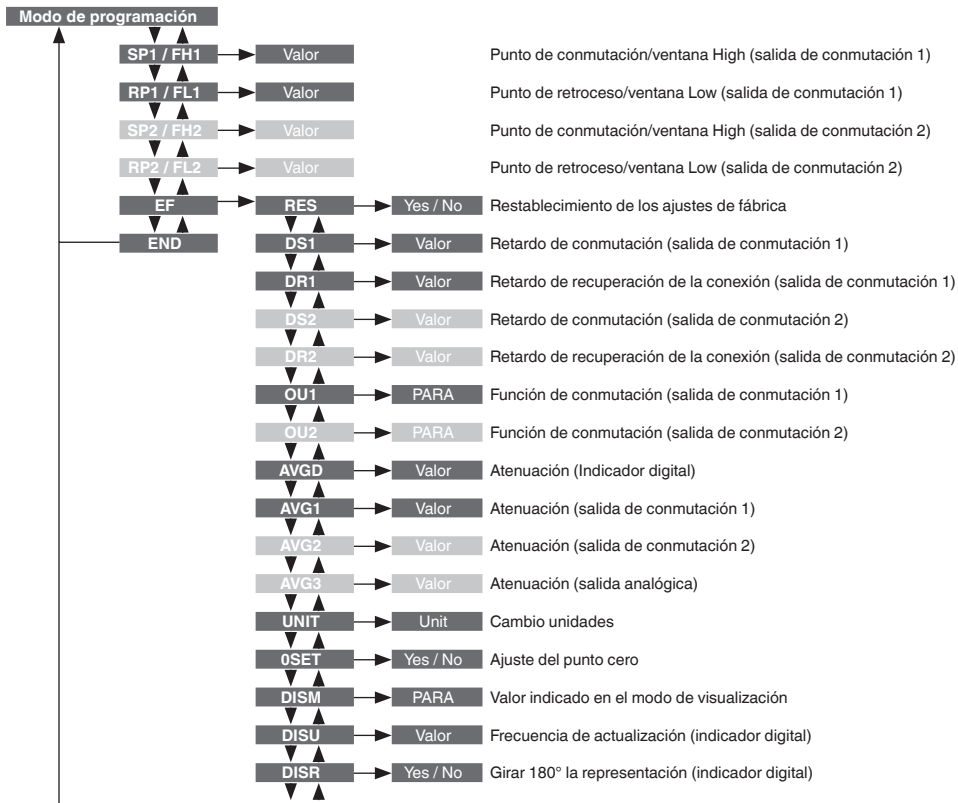 Modo de programación
SP1 / FH1 Valor Punto de conmutación/ventana High (salida de conmutación 1)
RP1 / FL1 Valor Punto de retroceso/ventana Low (salida de conmutación 1)
SP2 / FH2 Valor Punto de conmutación/ventana High (salida de conmutación 2)
RP2 / FL2 Valor Punto de retroceso/ventana Low (salida de conmutación 2)
EF RES Yes / No Restablecimiento de los ajustes de fábrica
END DS1 Valor Retardo de conmutación (salida de conmutación 1)
DR1 Valor Retardo de recuperación de la conexión (salida de conmutación 1)
DS2 Valor Retardo de conmutación (salida de conmutación 2)
DR2 Valor Retardo de recuperación de la conexión (salida de conmutación 2)
OU1 PARA Función de conmutación (salida de conmutación 1)
OU2 PARA Función de conmutación (salida de conmutación 2)
AVGD Valor Atenuación (Indicador digital)
AVG1 Valor Atenuación (salida de conmutación 1)
AVG2 Valor Atenuación (salida de conmutación 2)
AVG3 Valor Atenuación (salida analógica)
UNIT Unit Cambio unidades
0SET Yes / No Ajuste del punto cero
DISM PARA Valor indicado en el modo de visualización
DISU Valor Frecuencia de actualización (indicador digital)
DISR Yes / No Girar 180° la representación (indicador digital)